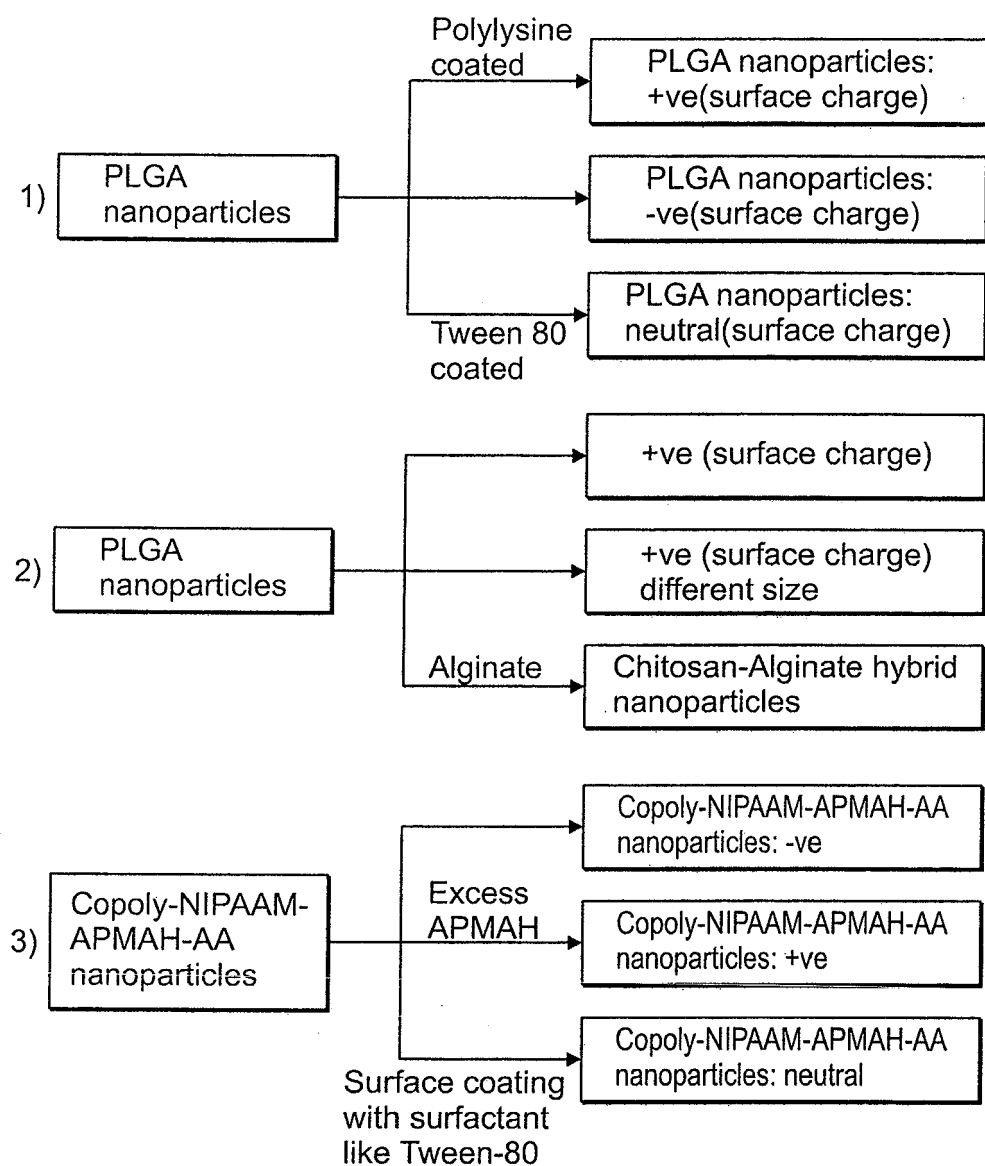 Polylysine
coated
PLGA nanoparticles:
+ve(surface charge)
1)
PLGA
nanoparticles
PLGA nanoparticles:
-ve(surface charge)
Tween 80
coated
PLGA nanoparticles:
neutral(surface charge)
+ve (surface charge)
2)
PLGA
nanoparticles
+ve (surface charge)
different size
Alginate
Chitosan-Alginate hybrid
nanoparticles
Copoly-NIPAAM-APMAH-AA
nanoparticles: -ve
3)
Copoly-NIPAAM-
APMAH-AA
nanoparticles
Excess
APMAH
Copoly-NIPAAM-APMAH-AA
nanoparticles: +ve
Surface coating
with surfactant
like Tween-80
Copoly-NIPAAM-APMAH-AA
nanoparticles: neutral